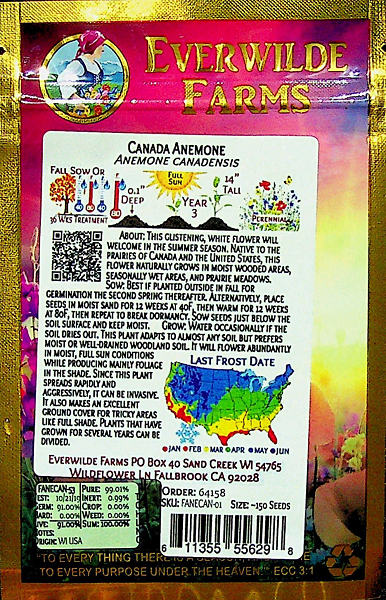 EVERWILDE
FARMS
CANADA ANEMONE
ANEMONE CANADENSIS
FALL SOW OR
FULL
SUN
14"
TALL
0.1"
DEEP
40 80 40
80
YEAR
3
36 WKS TREATMENT
PERENNIAL
ABOUT: THIS GLISTENING, WHITE FLOWER WILL
WELCOME IN THE SUMMER SEASON. NATIVE TO THE
PRAIRIES OF CANADA AND THE UNITED STATES, THIS
FLOWER NATURALLY GROWS IN MOIST WOODED AREAS,
SEASONALLY WET AREAS, AND PRAIRIE MEADOWS.
SOW: BEST IF PLANTED OUTSIDE IN FALL FOR
GERMINATION THE SECOND SPRING THEREAFTER. ALTERNATIVELY, PLACE
SEEDS IN MOIST SAND FOR 12 WEEKS AT 40F, THEN WARM FOR 12 WEEKS
AT 80F, THEN REPEAT TO BREAK DORMANCY. SOW SEEDS JUST BELOW THE
SOIL SURFACE AND KEEP MOIST. GROW: WATER OCCASIONALLY IF THE
SOIL DRIES OUT. THIS PLANT ADAPTS TO ALMOST ANY SOIL BUT PREFERS
MOIST OR WELL-DRAINED WOODLAND SOIL. IT WILL FLOWER ABUNDANTLY
IN MOIST, FULL SUN CONDITIONS
WHILE PRODUCING MAINLY FOLIAGE
IN THE SHADE. SINCE THIS PLANT
SPREADS RAPIDLY AND
AGGRESSIVELY, IT CAN BE INVASIVE.
IT ALSO MAKES AN EXCELLENT
GROUND COVER FOR TRICKY AREAS
LIKE FULL SHADE. PLANTS THAT HAVE
GROWN FOR SEVERAL YEARS CAN BE
DIVIDED.
LAST FROST DATE
JAN FEB MAR APR MAY JUN
EVERWILDE FARMS PO BOX 40 SAND CREEK WI 54765
WILDFLOWER LN FALLBROOK CA 92028
FANECAN-53 PURE: 99.01%
EST: 10/21/19 INERT: 0.99%
GERM: 91.00% CROP: 0.00%
HARD: 0.00% WEED: 0.00%
LIVE: 91.00% SUM: 100.00%
NOTES:
ORIGIN: WI USA
ORDER: 64158
SKU: FANECAN-01 SIZE: ~150 SEEDS
6 11355 55629 8
"TO EVERY THING THERE IS A SEASON,
TO EVERY PURPOSE UNDER THE HEAVEN" - ECC 3:1